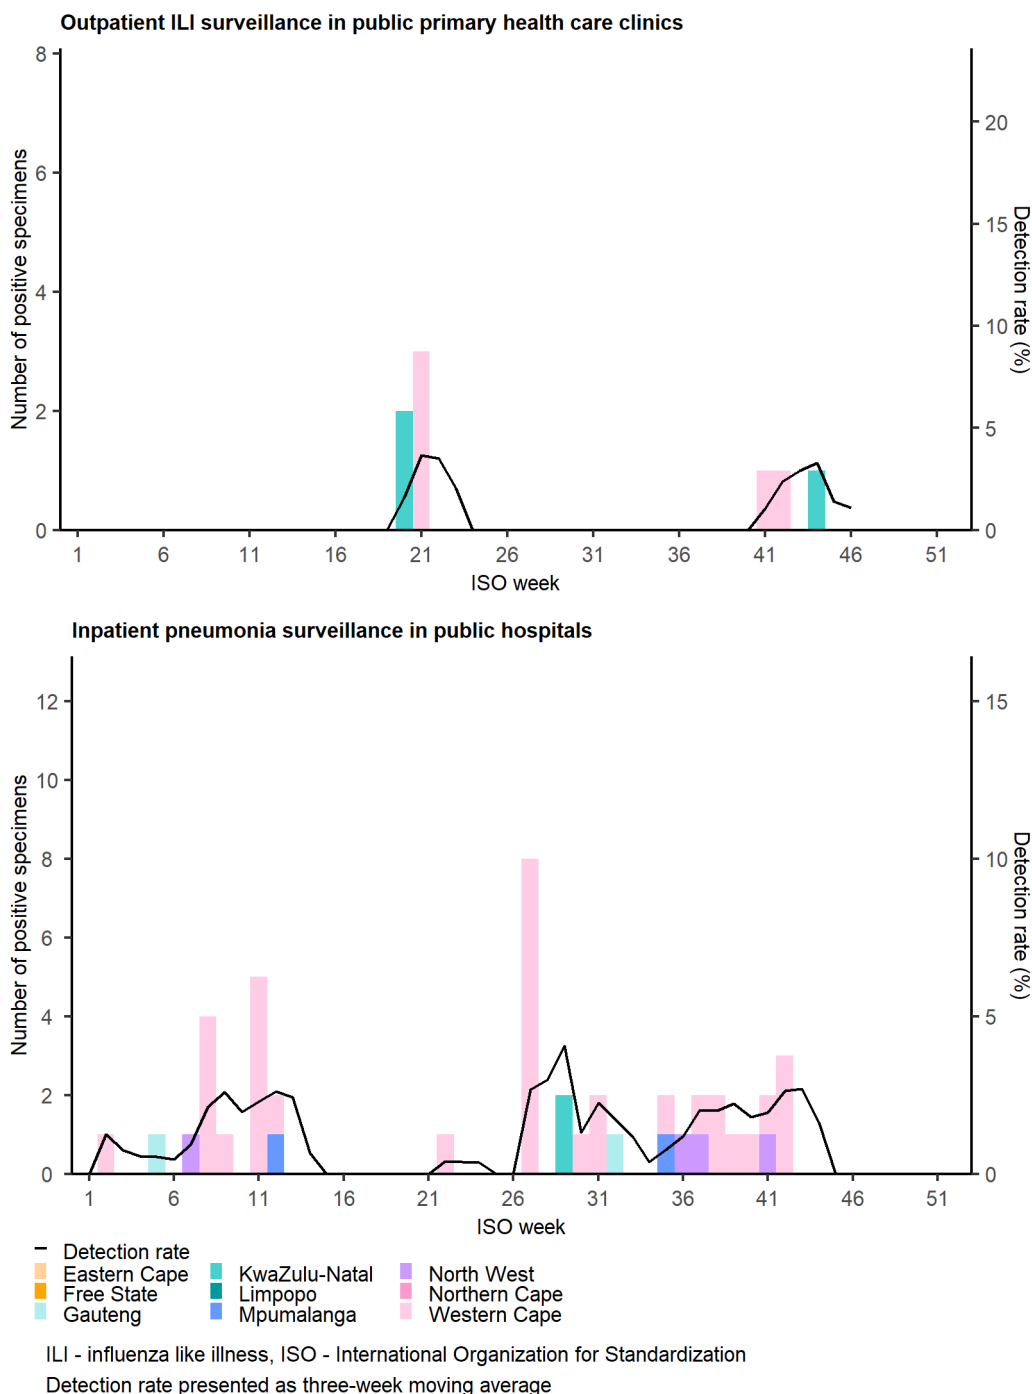 Outpatient ILI surveillance in public primary health care clinics
8
6
4
2
0
Number of positive specimens
20
15
10
5
0
Detection rate (%)
1 6 11 16 21 26 31 36 41 46 51
ISO week
Inpatient pneumonia surveillance in public hospitals
12
10
8
6
4
2
0
Number of positive specimens
15
10
5
0
Detection rate (%)
1 6 11 16 21 26 31 36 41 46 51
ISO week
Detection rate
Eastern Cape KwaZulu-Natal North West
Free State Limpopo Northern Cape
Gauteng Mpumalanga Western Cape
ILI - influenza like illness, ISO - International Organization for Standardization
Detection rate presented as three-week moving average